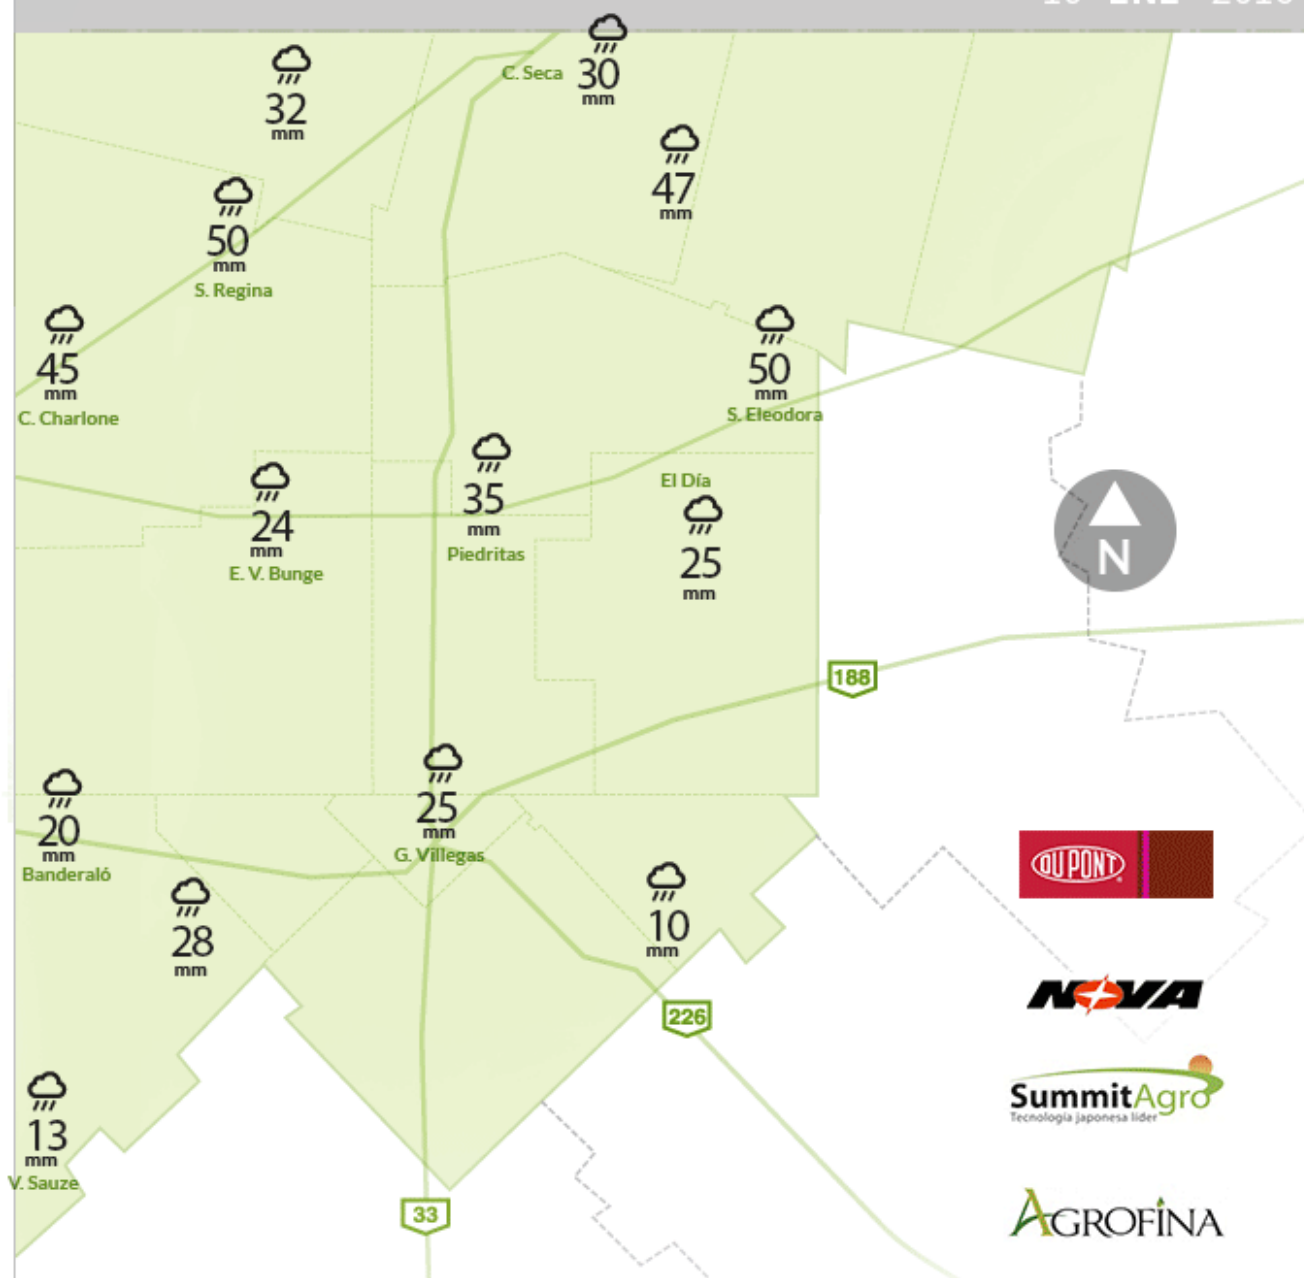 C. Seca
30
mm
32
mm
47
mm
50
mm
S. Regina
45
mm
C. Charlone
50
mm
S. Eleodora
24
mm
E. V. Bunge
35
mm
Piedritas
El Día
25
mm
N
188
20
mm
Banderaló
25
mm
G. Villegas
28
mm
10
mm
226
13
mm
V. Sauze
33
DUPONT
NOVA
SummitAgro
Tecnología japonesa líder
AGROFINA